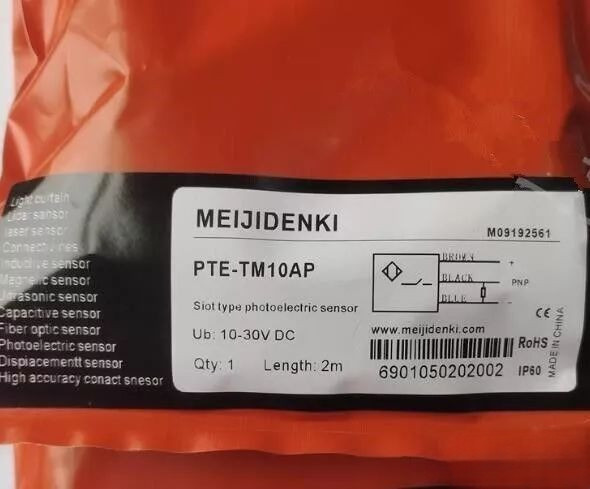 Light curtain
Lidar sensor
laser sensor
Connect lines
Inductive sensor
Magnetic sensor
Ultrasonic sensor
Capacitive sensor
Fiber optic sensor
Photoelectric sensor
Dispiacementt sensor
High accuracy conact snesor
MEIJIDENKI
M09192561
PTE-TM10AP
BROWN +
BLACK PNP
BLUE -
Slot type photoelectric sensor
Ub: 10-30V DC
www.meijidenki.com
CE
RoHS
Qty: 1 Length: 2m
6901050202002
IP60
MADE IN CHINA